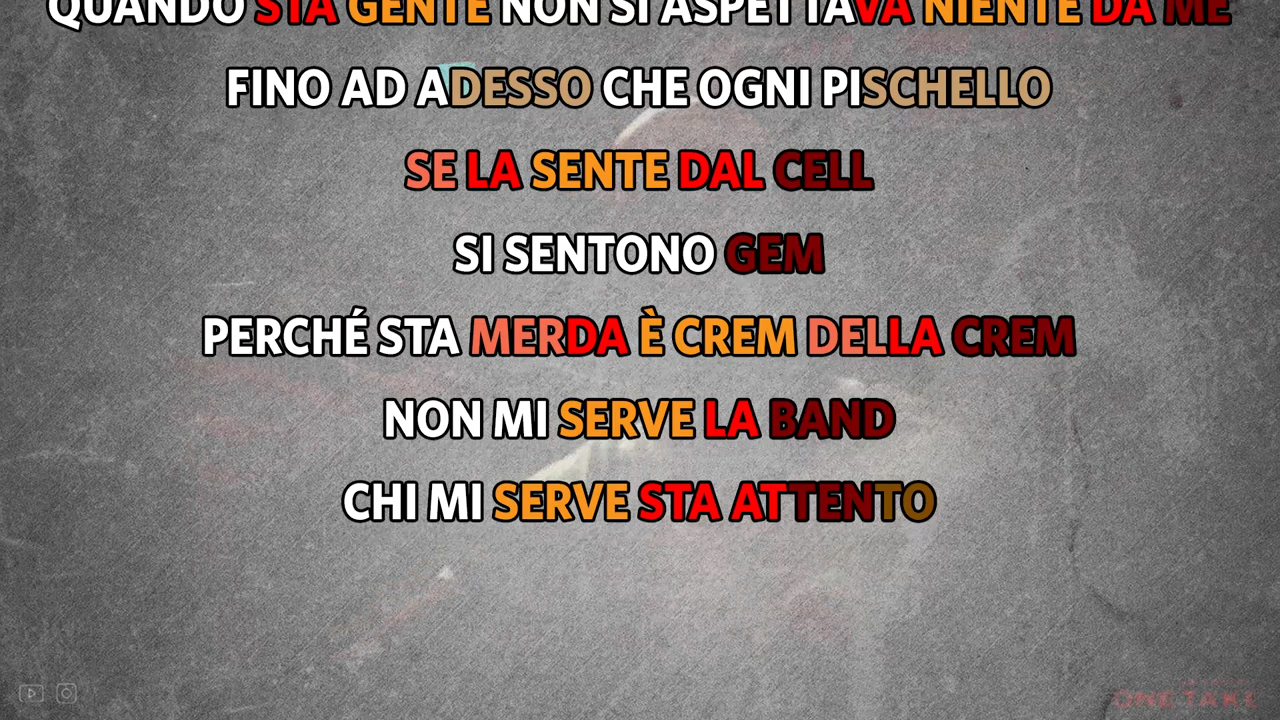 QUANDO STA GENTE NON SI ASPETTAVA NIENTE DA ME
FINO AD ADESSO CHE OGNI PISCHELLO
SE LA SENTE DAL CELL
SI SENTONO GEM
PERCHÉ STA MERDA È CREM DELLA CREM
NON MI SERVE LA BAND
CHI MI SERVE STA ATTENTO
ONE TAKE